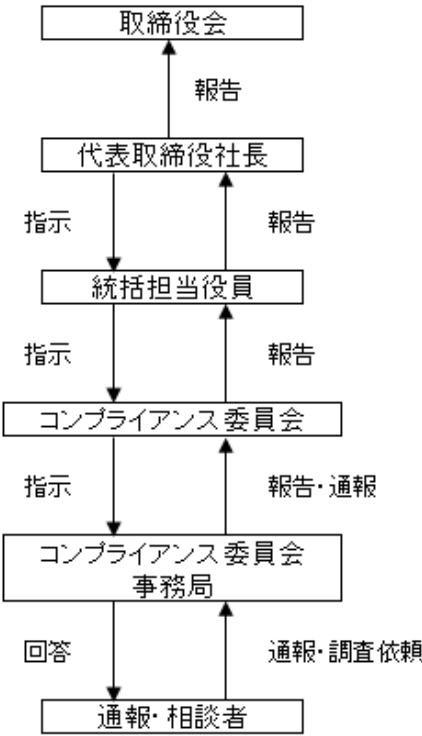 取締役会
報告
代表取締役社長
指示
報告
統括担当役員
指示
報告
コンプライアンス委員会
指示
報告・通報
コンプライアンス委員会
事務局
回答
通報・調査依頼
通報・相談者